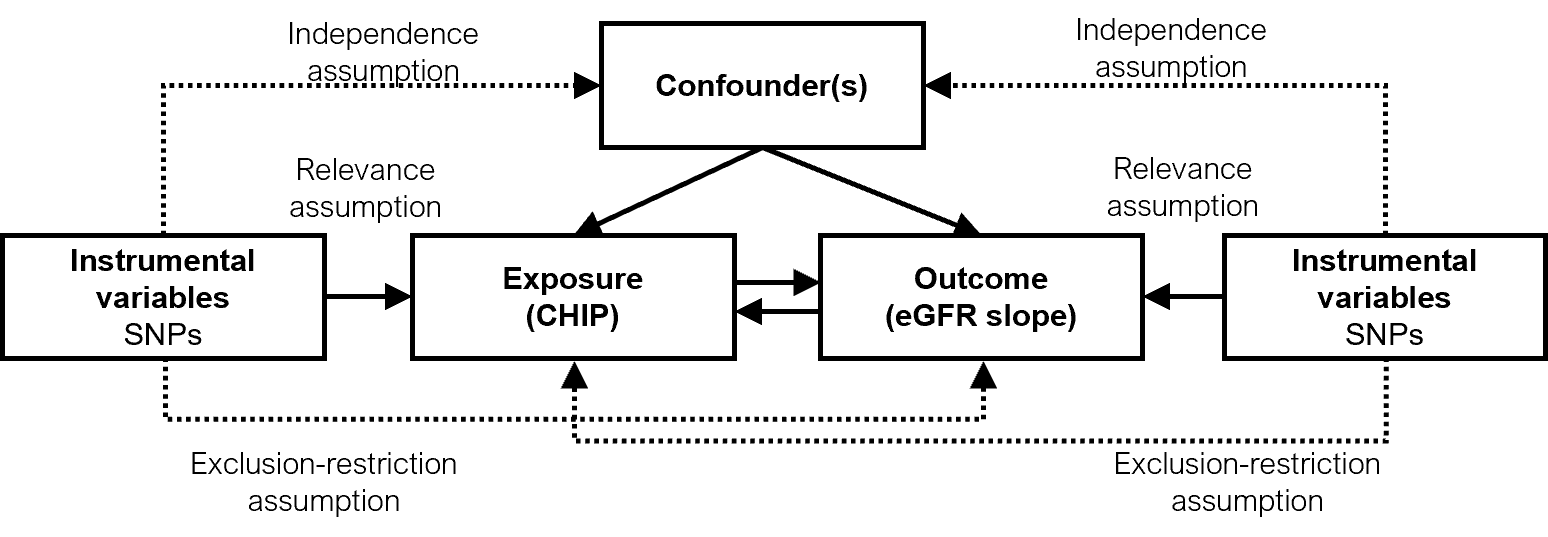 Independence
assumption
Independence
assumption
Confounder(s)
Relevance
assumption
Relevance
assumption
Instrumental
variables
SNPs
Exposure
(CHIP)
Outcome
(eGFR slope)
Instrumental
variables
SNPs
Exclusion-restriction
assumption
Exclusion-restriction
assumption